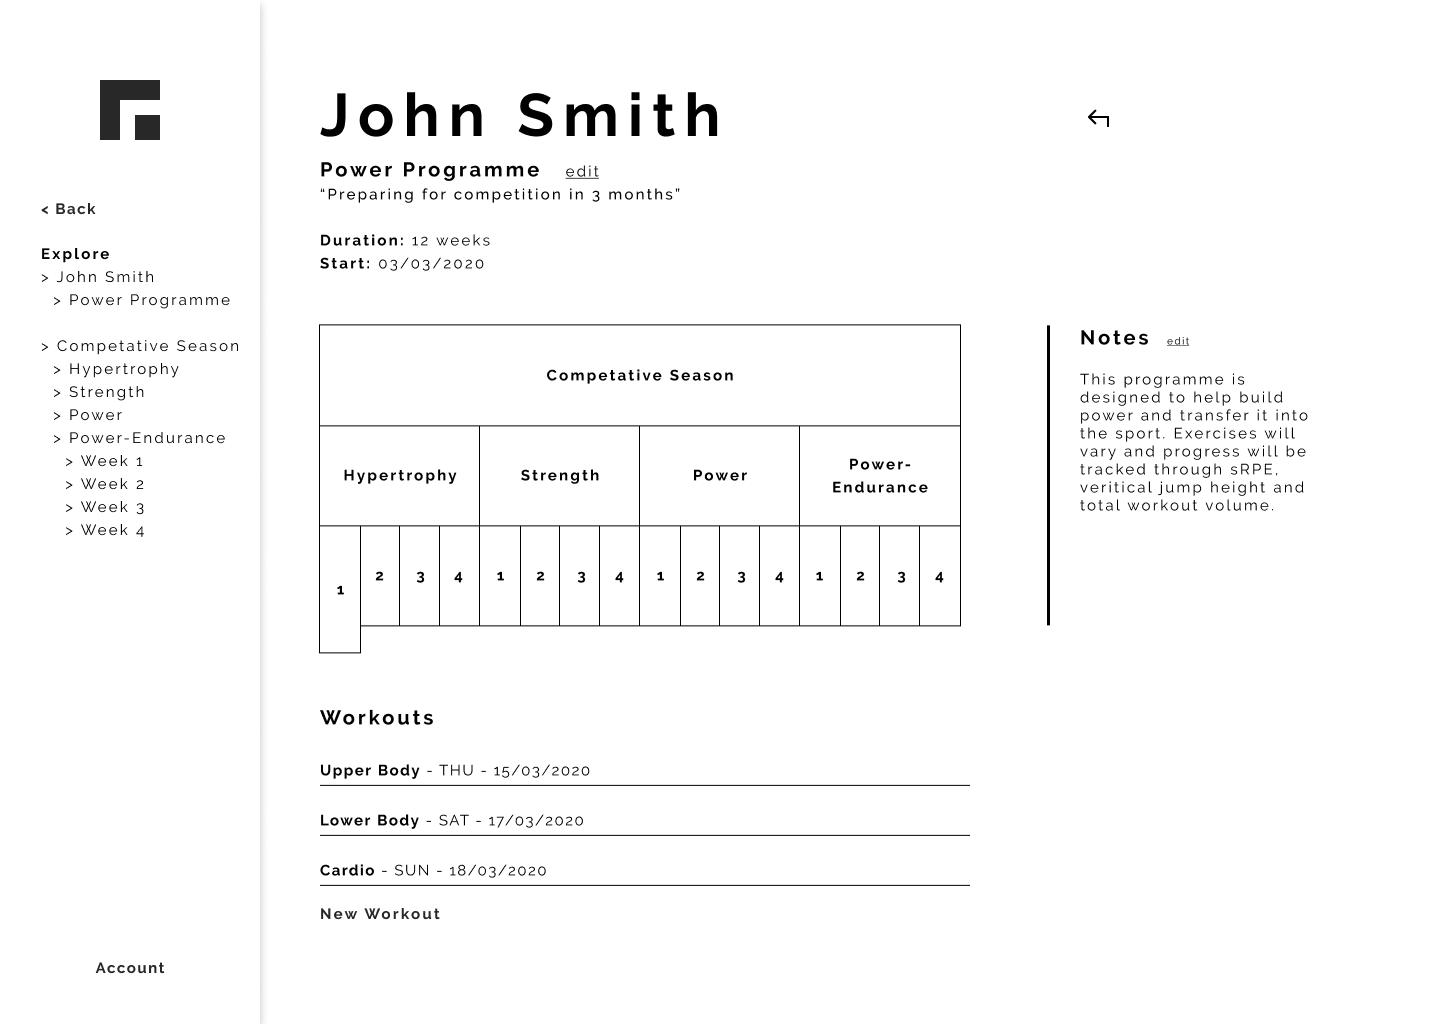 < Back
Explore
> John Smith
> Power Programme
> Competative Season
> Hypertrophy
> Strength
> Power
> Power-Endurance
> Week 1
> Week 2
> Week 3
> Week 4
Account
John Smith
Power Programme edit
“Preparing for competition in 3 months”
Duration: 12 weeks
Start: 03/03/2020
Competative Season
Hypertrophy Strength Power Power-
Endurance
1 2 3 4 1 2 3 4 1 2 3 4 1 2 3 4
Notes edit
This programme is
designed to help build
power and transfer it into
the sport. Exercises will
vary and progress will be
tracked through sRPE,
veritical jump height and
total workout volume.
Workouts
Upper Body - THU - 15/03/2020
Lower Body - SAT - 17/03/2020
Cardio - SUN - 18/03/2020
New Workout